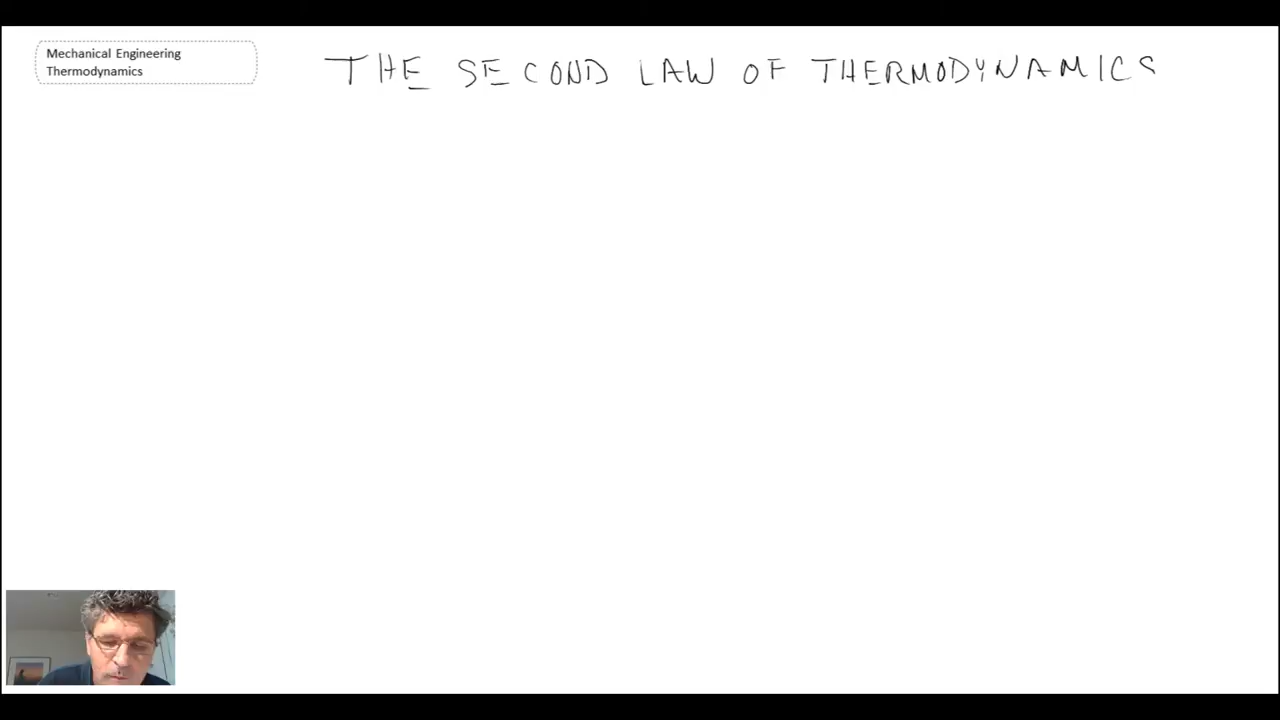 Mechanical Engineering
Thermodynamics
THE SECOND LAW OF THERMODYNAMICS